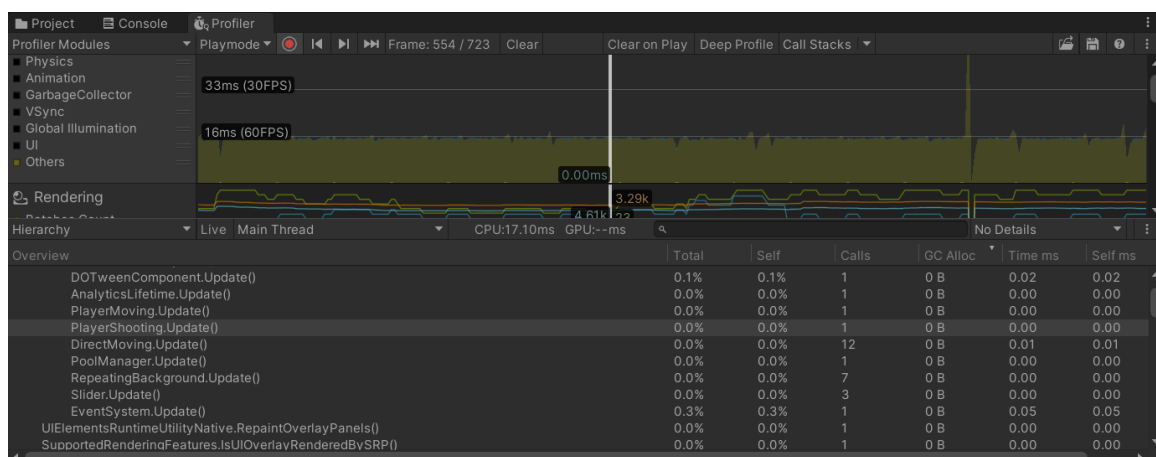 Project Console Profiler
Profiler Modules Playmode Frame: 554 / 723 Clear Clear on Play Deep Profile Call Stacks
Physics
Animation
GarbageCollector
VSync
Global Illumination
UI
Others
33ms (30FPS)
16ms (60FPS)
0.00ms
Rendering
3.29k
4.61k
23
Batches Count
Hierarchy Live Main Thread CPU:17.10ms GPU:--ms No Details
Overview Total Self Calls GC Alloc Time ms Self ms
DOTweenComponent.Update() 0.1% 0.1% 1 0 B 0.02 0.02
AnalyticsLifetime.Update() 0.0% 0.0% 1 0 B 0.00 0.00
PlayerMoving.Update() 0.0% 0.0% 1 0 B 0.00 0.00
PlayerShooting.Update() 0.0% 0.0% 1 0 B 0.00 0.00
DirectMoving.Update() 0.0% 0.0% 12 0 B 0.01 0.01
PoolManager.Update() 0.0% 0.0% 1 0 B 0.00 0.00
RepeatingBackground.Update() 0.0% 0.0% 7 0 B 0.00 0.00
Slider.Update() 0.0% 0.0% 3 0 B 0.00 0.00
EventSystem.Update() 0.3% 0.3% 1 0 B 0.05 0.05
UIElementsRuntimeUtilityNative.RepaintOverlayPanels() 0.0% 0.0% 1 0 B 0.00 0.00
SupportedRenderingFeatures.IsUIOverlayRenderedBySRP() 0.0% 0.0% 1 0 B 0.00 0.00